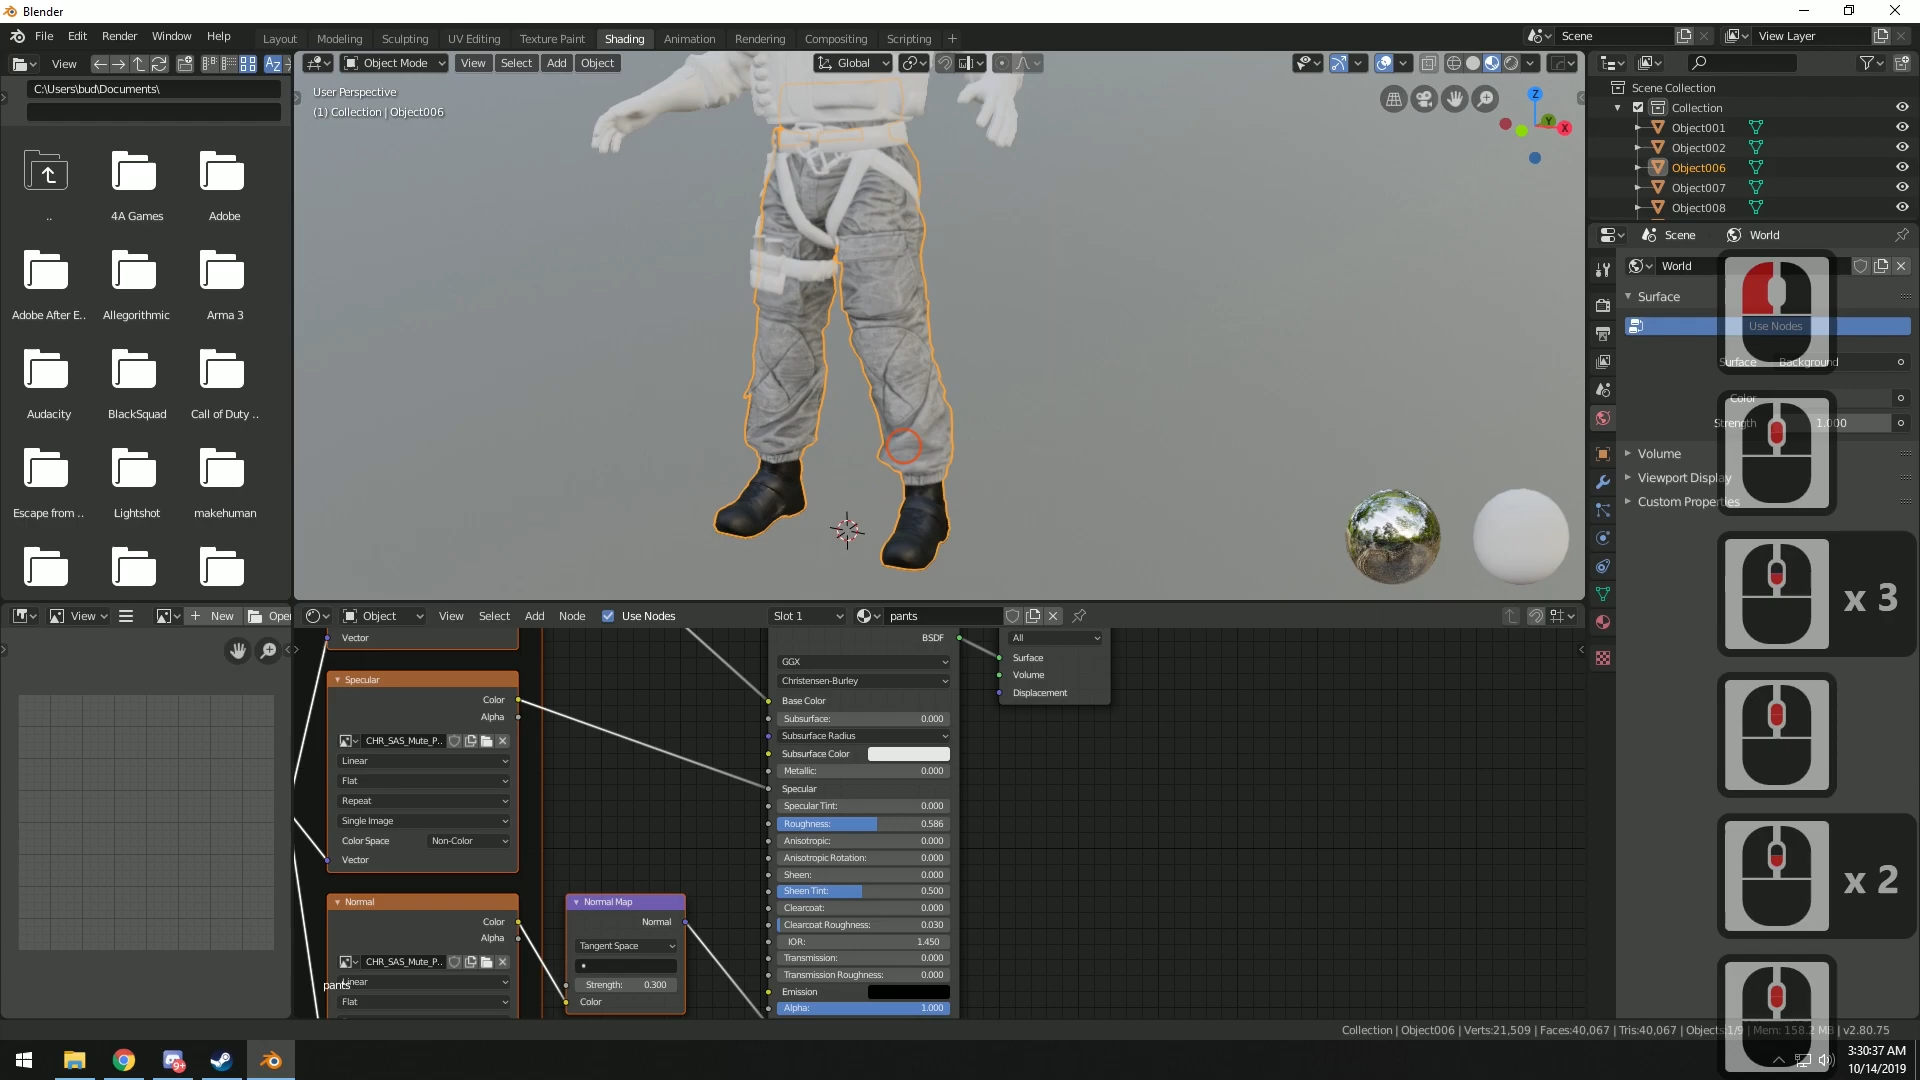 Blender
File Edit Render Window Help
Layout Modeling Sculpting UV Editing Texture Paint Shading Animation Rendering Compositing Scripting +
Scene
View Layer
View
C:\Users\bud\Documents\
..
4A Games
Adobe
Adobe After E..
Allegorithmic
Arma 3
Audacity
BlackSquad
Call of Duty ..
Escape from ..
Lightshot
makehuman
Object Mode View Select Add Object
Global
User Perspective
(1) Collection | Object006
Z
Y
X
Scene Collection
Collection
Object001
Object002
Object006
Object007
Object008
Scene World
World
Surface
Use Nodes
Surface Background
Color
Strength 1.000
Volume
Viewport Display
Custom Properties
x 3
x 2
View New Open
Object View Select Add Node Use Nodes Slot 1 pants
Vector
Specular
Color
Alpha
CHR_SAS_Mute_P..
Linear
Flat
Repeat
Single Image
Color Space Non-Color
Vector
Normal
Color
Alpha
CHR_SAS_Mute_P..
Linear
Flat
pants
Normal Map
Normal
Tangent Space
Strength: 0.300
Color
BSDF
GGX
Christensen-Burley
Base Color
Subsurface: 0.000
Subsurface Radius
Subsurface Color
Metallic: 0.000
Specular
Specular Tint: 0.000
Roughness: 0.586
Anisotropic: 0.000
Anisotropic Rotation: 0.000
Sheen: 0.000
Sheen Tint: 0.500
Clearcoat: 0.000
Clearcoat Roughness: 0.030
IOR: 1.450
Transmission: 0.000
Transmission Roughness: 0.000
Emission
Alpha: 1.000
All
Surface
Volume
Displacement
Collection | Object006 | Verts:21,509 | Faces:40,067 | Tris:40,067 | Objects:1/9 | Mem: 158.2 MB | v2.80.75
9+
3:30:37 AM
10/14/2019